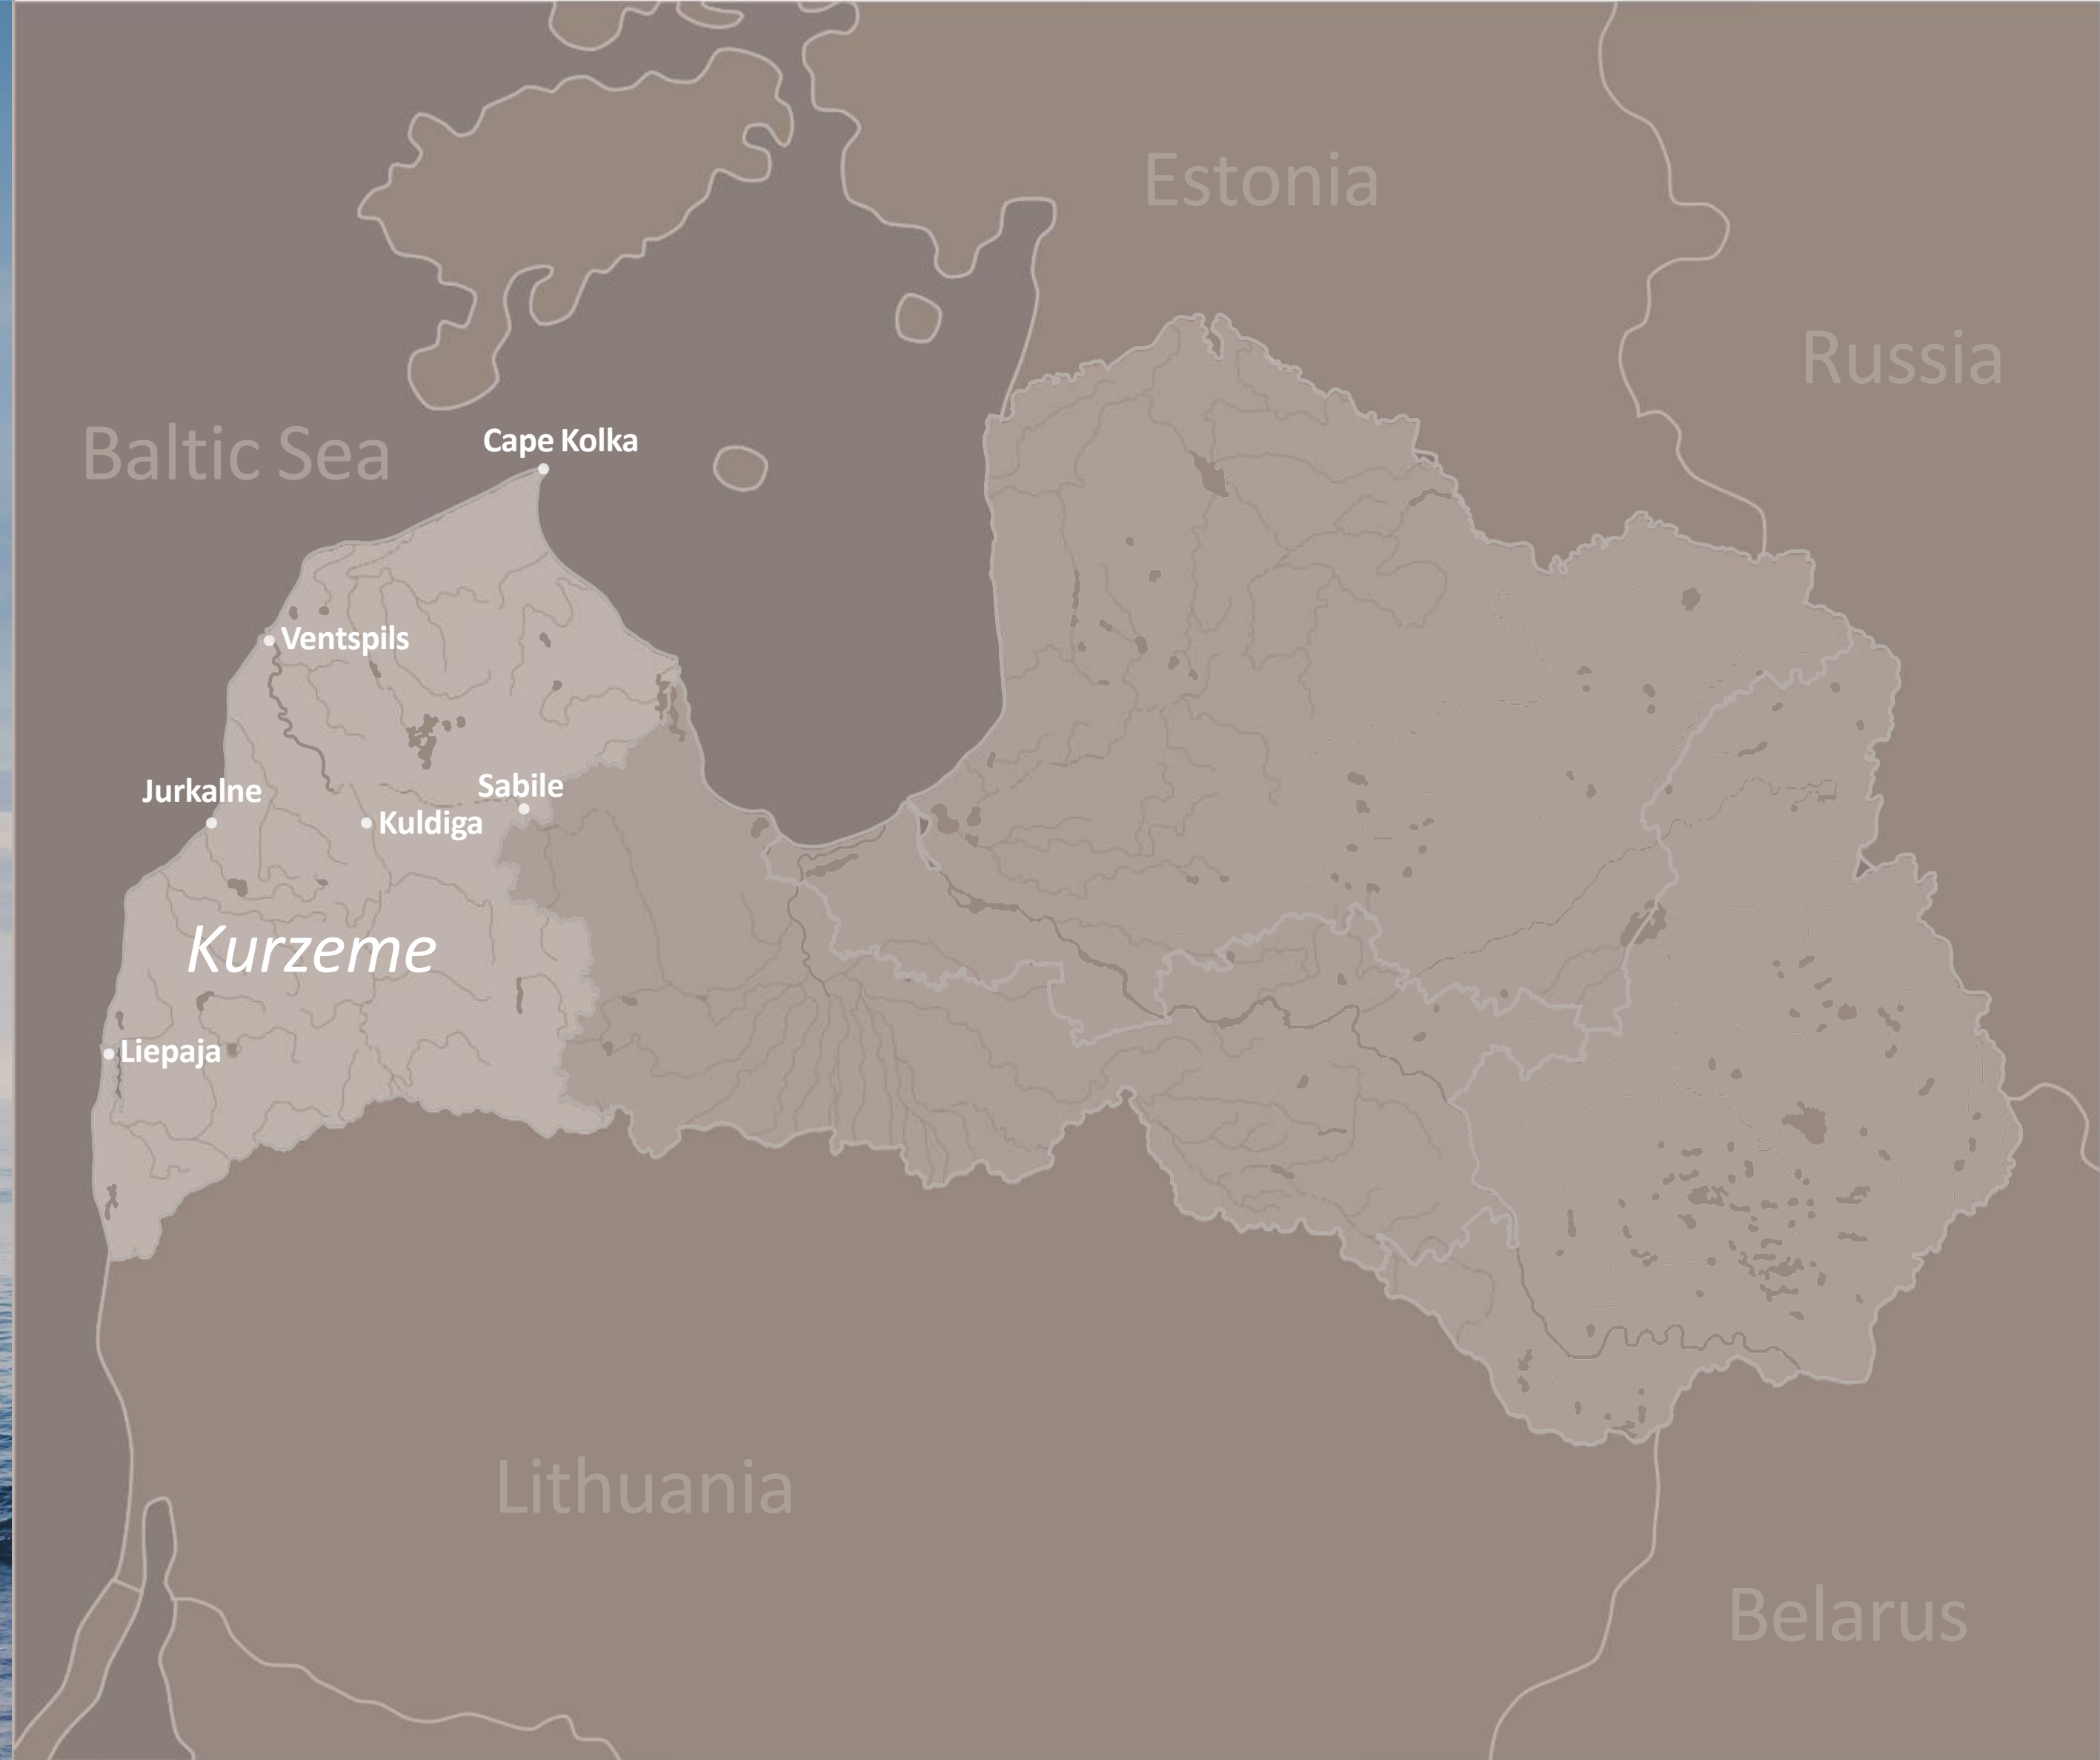 Estonia
Russia
Baltic Sea
Cape Kolka
Ventspils
Jurkalne
Sabile
Kuldiga
Kurzeme
Liepaja
Lithuania
Belarus